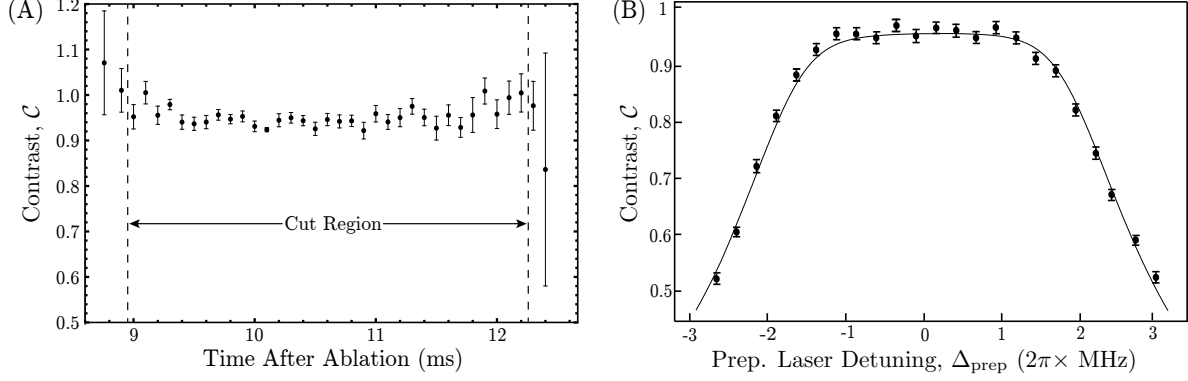 (A)
1.2
1.1
1.0
0.9
0.8
0.7
0.6
0.5
Contrast, 𝒞
Cut Region
9 10 11 12
Time After Ablation (ms)
(B)
1
0.9
0.8
0.7
0.6
0.5
Contrast, 𝒞
-3 -2 -1 0 1 2 3
Prep. Laser Detuning, Δprep (2π× MHz)